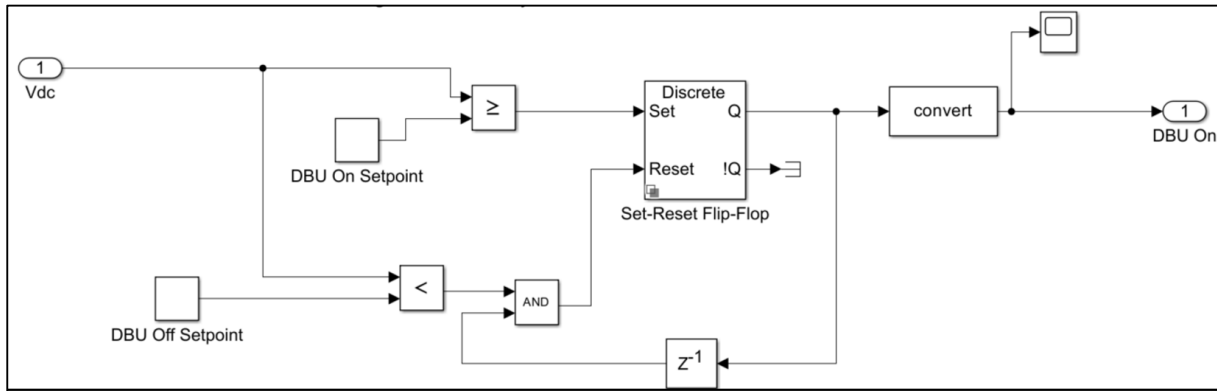 1
Vdc
≥
DBU On Setpoint
Discrete
Set Q
Reset !Q
Set-Reset Flip-Flop
convert
1
DBU On
<
DBU Off Setpoint
AND
Z-1